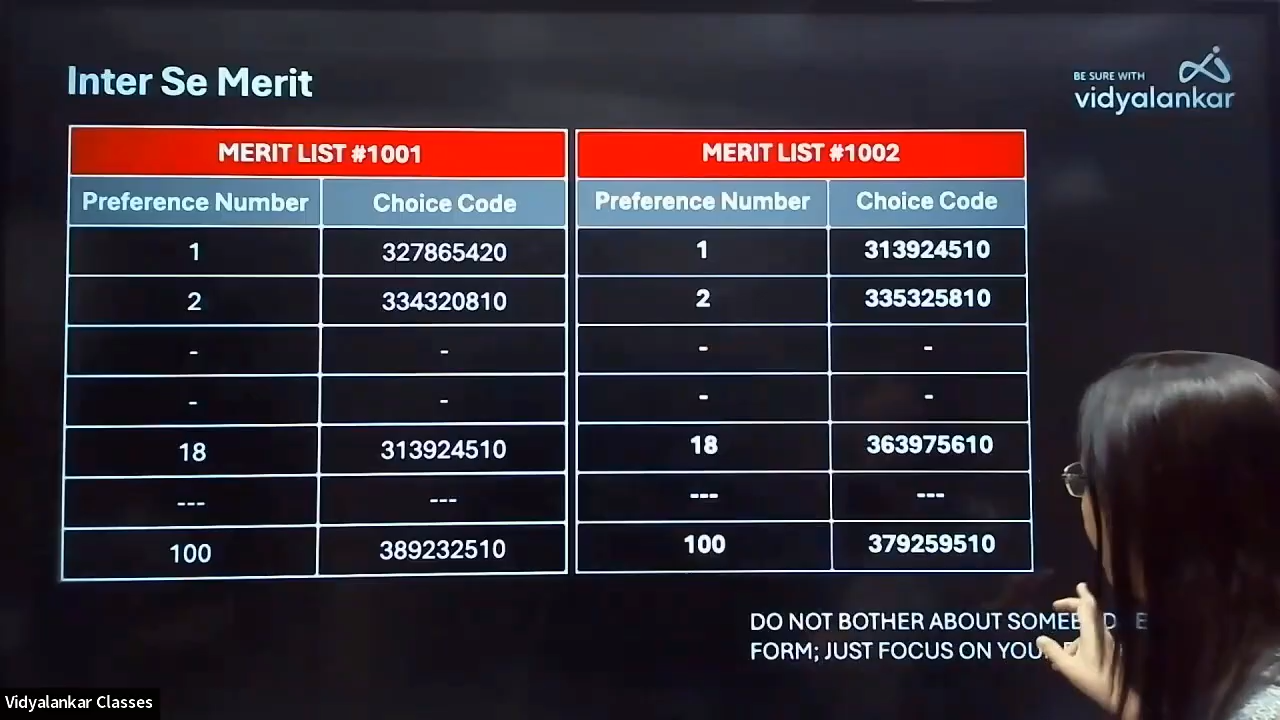 Inter Se Merit
BE SURE WITH
vidyalankar
MERIT LIST #1001
Preference Number Choice Code
1 327865420
2 334320810
- -
- -
18 313924510
--- ---
100 389232510
MERIT LIST #1002
Preference Number Choice Code
1 313924510
2 335325810
- -
- -
18 363975610
--- ---
100 379259510
DO NOT BOTHER ABOUT
FORM; JUST FOCUS ON
Vidyalankar Classes